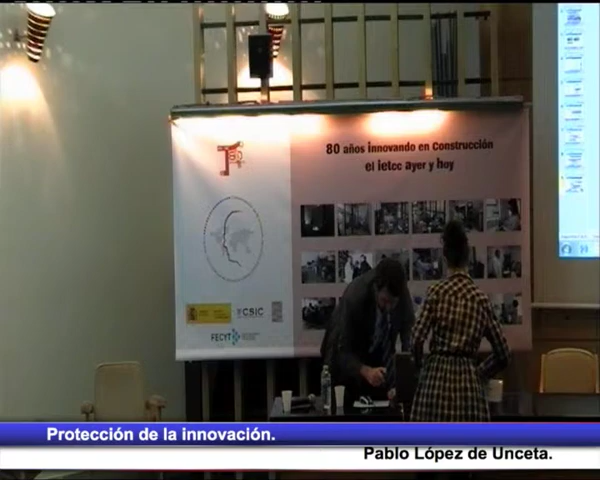 80 años innovando en Construcción
el ietcc ayer y hoy
CSIC
FECYT
Protección de la innovación.
Pablo López de Unceta.